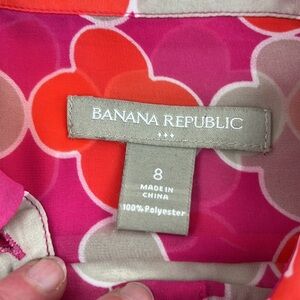 BANANA REPUBLIC
8
MADE IN
CHINA
100% Polyester